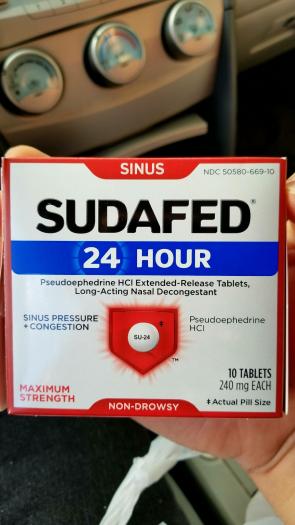 SINUS
NDC 50580-669-10
SUDAFED®
24 HOUR
Pseudoephedrine HCl Extended-Release Tablets,
Long-Acting Nasal Decongestant
SINUS PRESSURE
+ CONGESTION
‡
Pseudoephedrine
HCl
SU-24
™
10 TABLETS
240 mg EACH
MAXIMUM
STRENGTH
NON-DROWSY
‡ Actual Pill Size